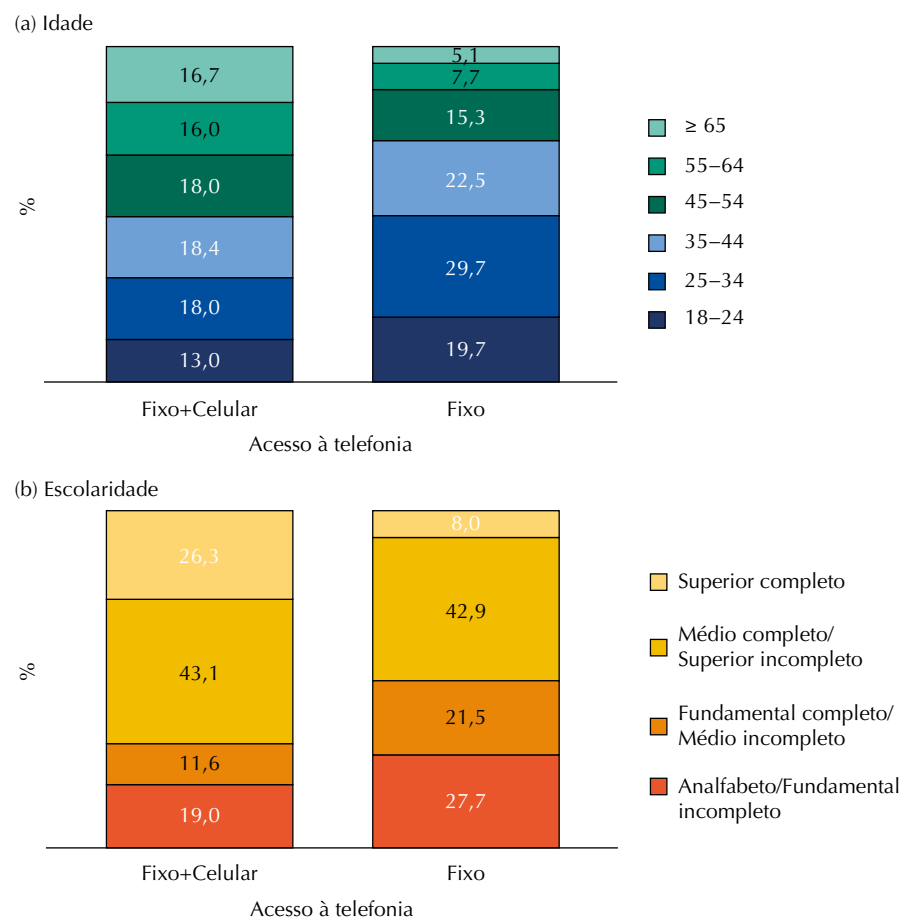 (a) Idade
16,7
16,0
18,0
18,4
18,0
13,0
5,1
7,7
15,3
22,5
29,7
19,7
%
≥ 65
55–64
45–54
35–44
25–34
18–24
Fixo+Celular
Fixo
Acesso à telefonia
(b) Escolaridade
26,3
43,1
11,6
19,0
8,0
42,9
21,5
27,7
%
Superior completo
Médio completo/
Superior incompleto
Fundamental completo/
Médio incompleto
Analfabeto/Fundamental
incompleto
Fixo+Celular
Fixo
Acesso à telefonia